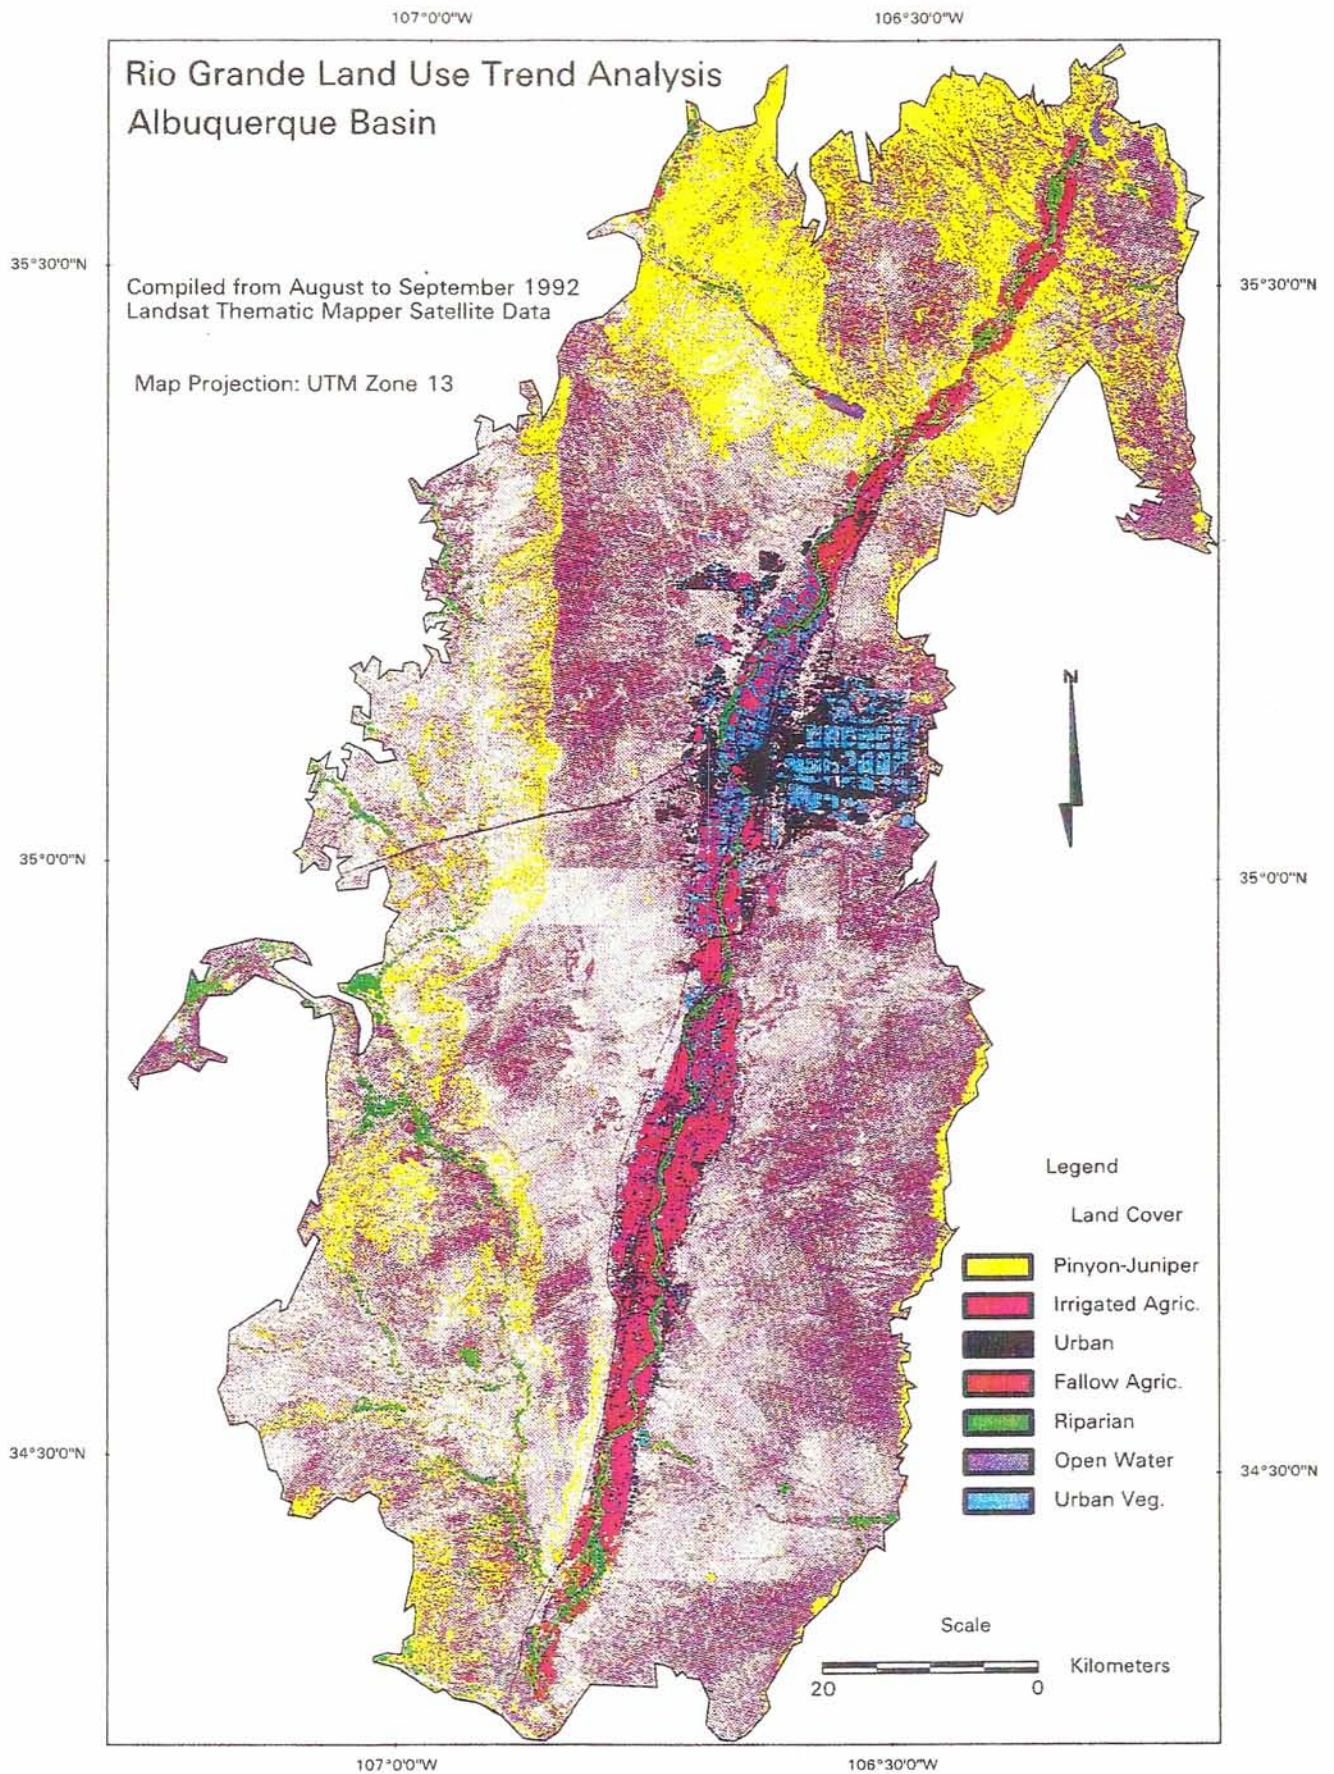 107°0'0"W 106°30'0"W
Rio Grande Land Use Trend Analysis
Albuquerque Basin
35°30'0"N
35°30'0"N
Compiled from August to September 1992
Landsat Thematic Mapper Satellite Data
Map Projection: UTM Zone 13
N
35°0'0"N
35°0'0"N
Legend
Land Cover
Pinyon-Juniper
Irrigated Agric.
Urban
Fallow Agric.
Riparian
Open Water
Urban Veg.
34°30'0"N
34°30'0"N
Scale
Kilometers
20 0
107°0'0"W 106°30'0"W